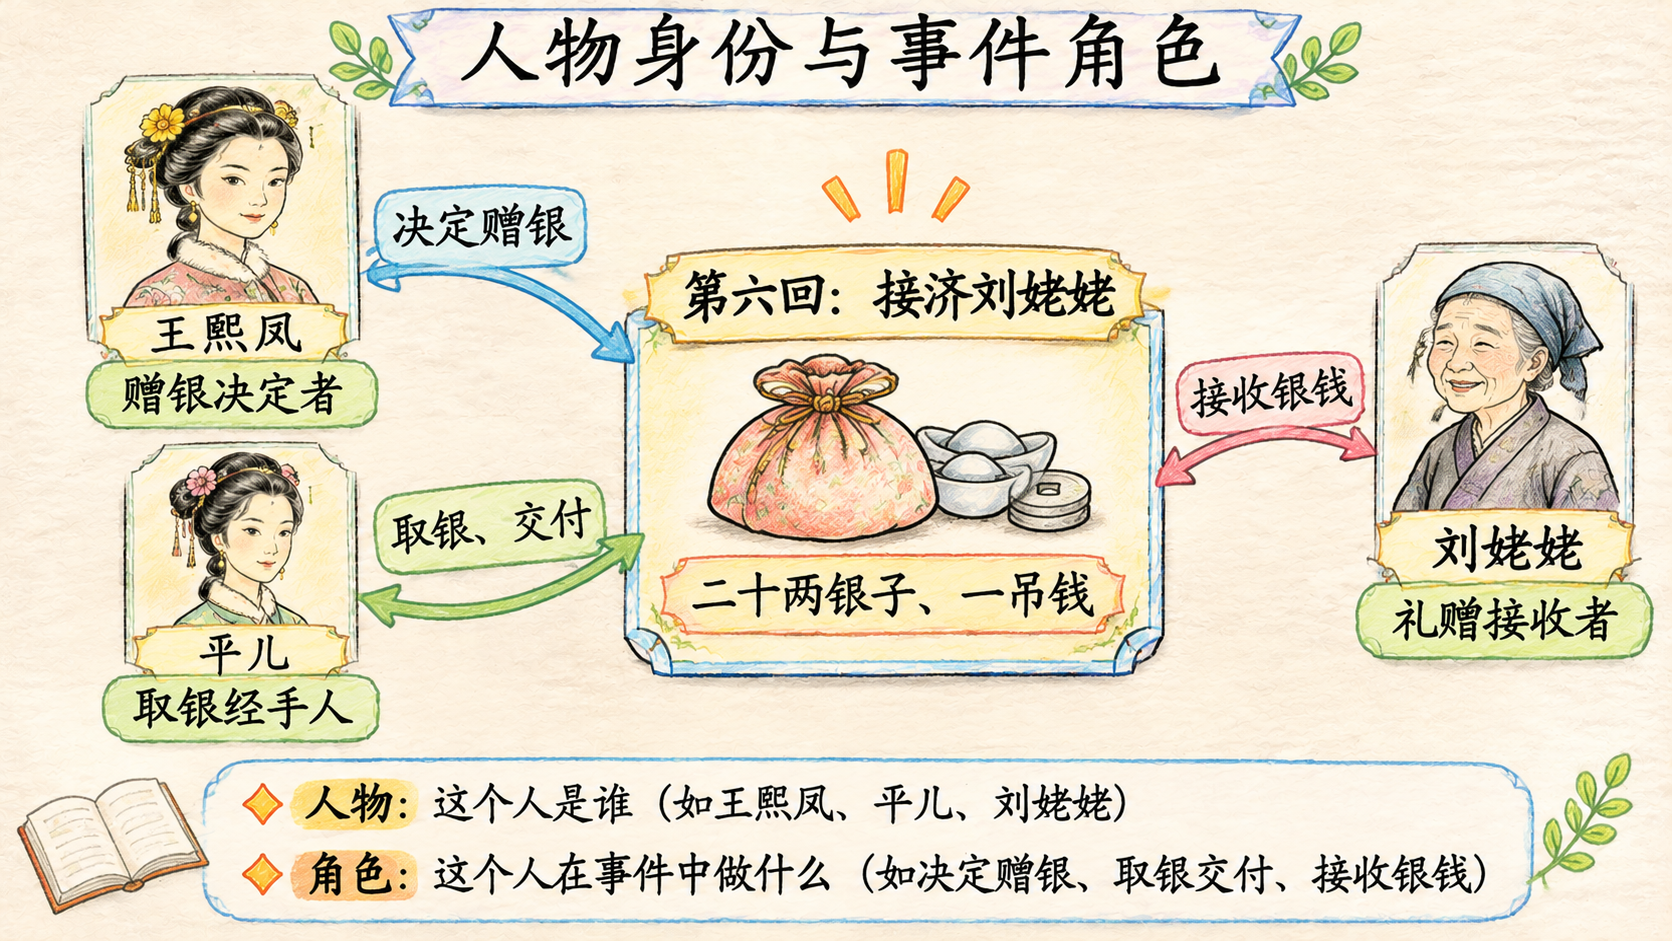 人物身份与事件角色
王熙凤
赠银决定者
决定赠银
平儿
取银经手人
取银、交付
第六回：接济刘姥姥
二十两银子、一吊钱
接收银钱
刘姥姥
礼赠接收者
人物：这个人是谁（如王熙凤、平儿、刘姥姥）
角色：这个人在事件中做什么（如决定赠银、取银交付、接收银钱）